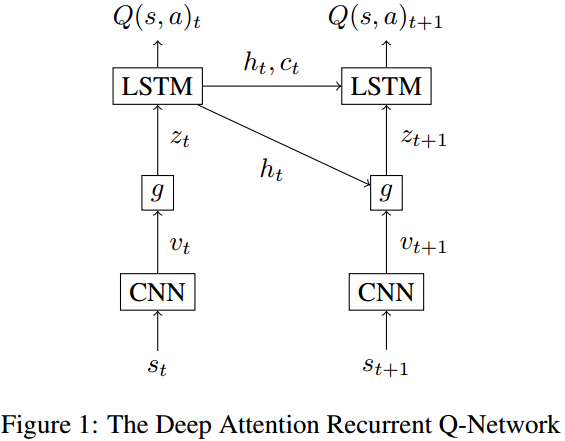 Q(s, a)_t Q(s, a)_{t+1}
h_t, c_t
LSTM LSTM
z_t z_{t+1}
h_t
g g
v_t v_{t+1}
CNN CNN
s_t s_{t+1}
Figure 1: The Deep Attention Recurrent Q-Network